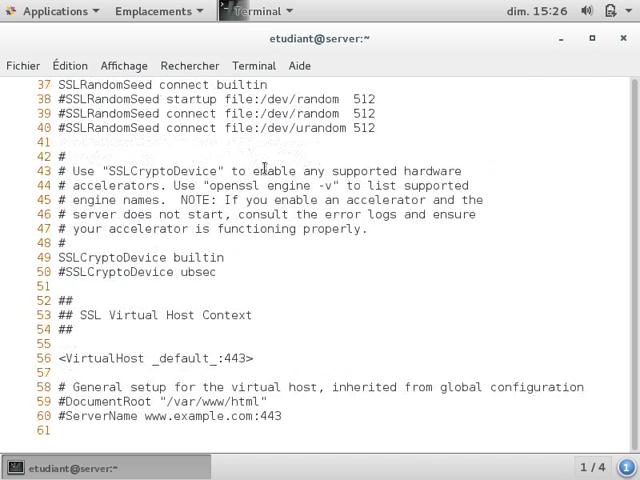 Applications Emplacements Terminal dim. 15:26
etudiant@server:~
Fichier Édition Affichage Rechercher Terminal Aide
37 SSLRandomSeed connect builtin
38 #SSLRandomSeed startup file:/dev/random  512
39 #SSLRandomSeed connect file:/dev/random  512
40 #SSLRandomSeed connect file:/dev/urandom 512
41
42 #
43 # Use "SSLCryptoDevice" to enable any supported hardware
44 # accelerators. Use "openssl engine -v" to list supported
45 # engine names.  NOTE: If you enable an accelerator and the
46 # server does not start, consult the error logs and ensure
47 # your accelerator is functioning properly.
48 #
49 SSLCryptoDevice builtin
50 #SSLCryptoDevice ubsec
51
52 ##
53 ## SSL Virtual Host Context
54 ##
55
56 <VirtualHost _default_:443>
57
58 # General setup for the virtual host, inherited from global configuration
59 #DocumentRoot "/var/www/html"
60 #ServerName www.example.com:443
61
etudiant@server:~ 1 / 4 1